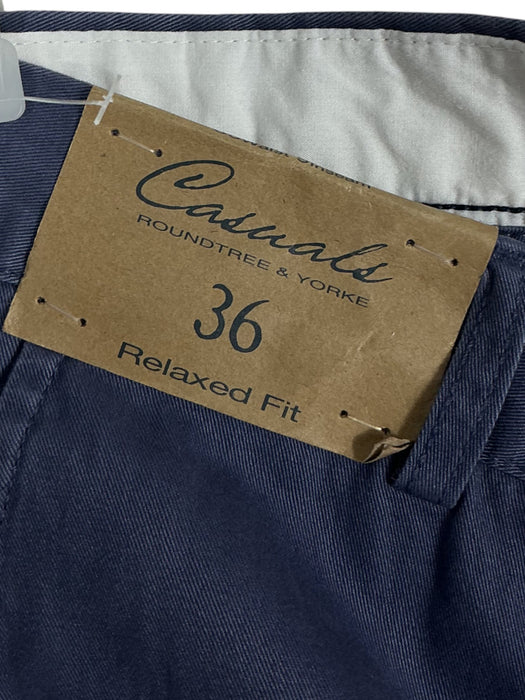 Casuals
ROUNDTREE & YORKE
36
Relaxed Fit